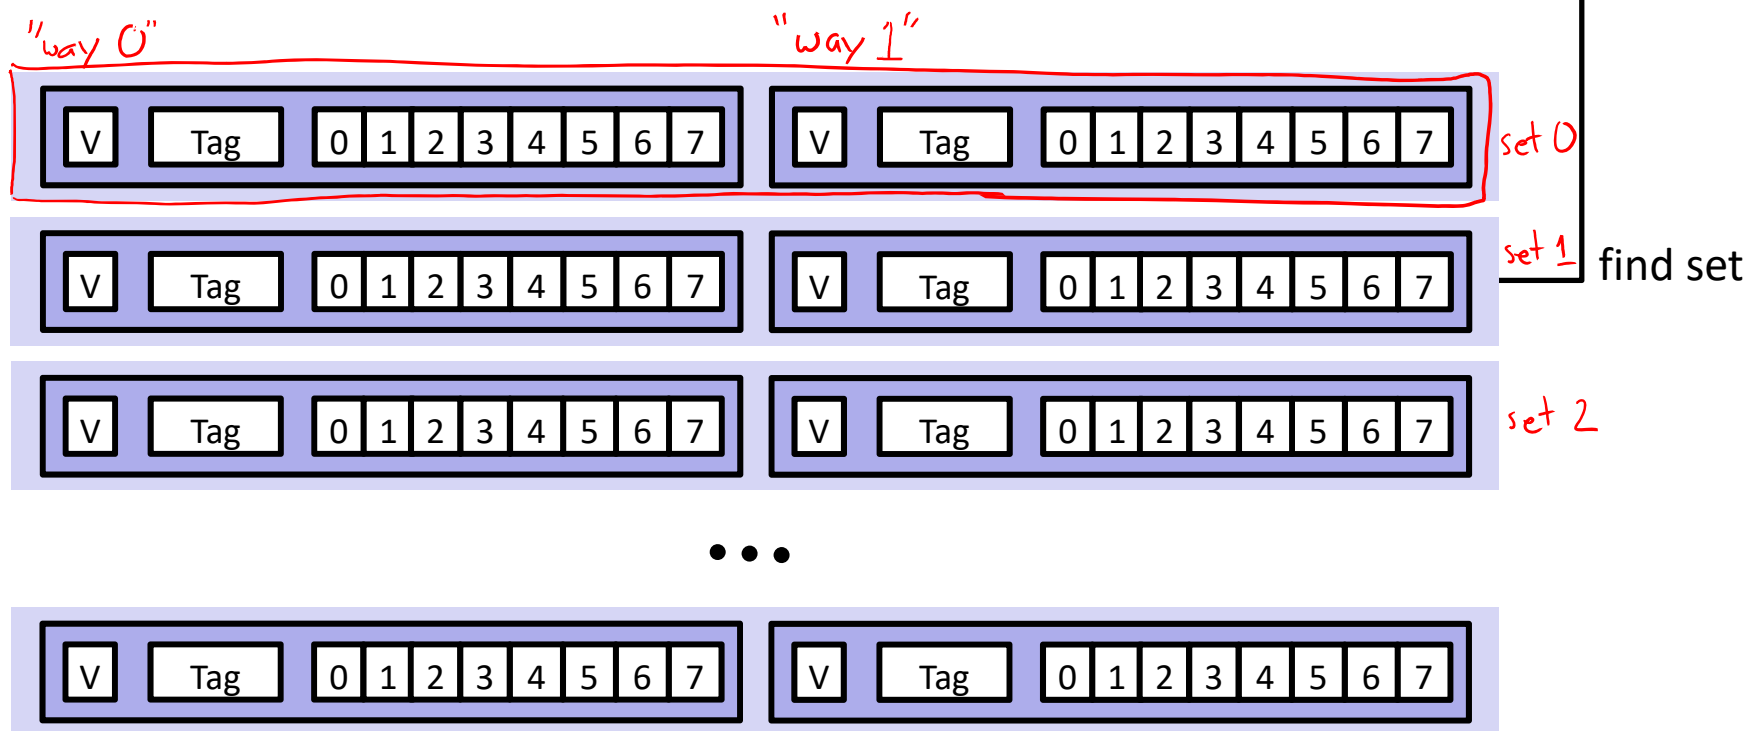 "way 0" "way 1"
V Tag 0 1 2 3 4 5 6 7 V Tag 0 1 2 3 4 5 6 7 set 0
V Tag 0 1 2 3 4 5 6 7 V Tag 0 1 2 3 4 5 6 7 set 1 find set
V Tag 0 1 2 3 4 5 6 7 V Tag 0 1 2 3 4 5 6 7 set 2
•••
V Tag 0 1 2 3 4 5 6 7 V Tag 0 1 2 3 4 5 6 7